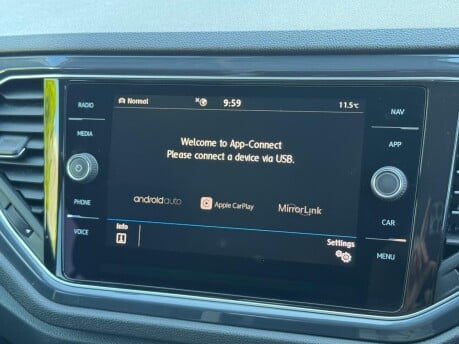 RADIO
MEDIA
PHONE
VOICE
Normal
9:59
11.5°C
Welcome to App-Connect
Please connect a device via USB.
androidauto
Apple CarPlay
MirrorLink
Info
Settings
NAV
APP
CAR
MENU